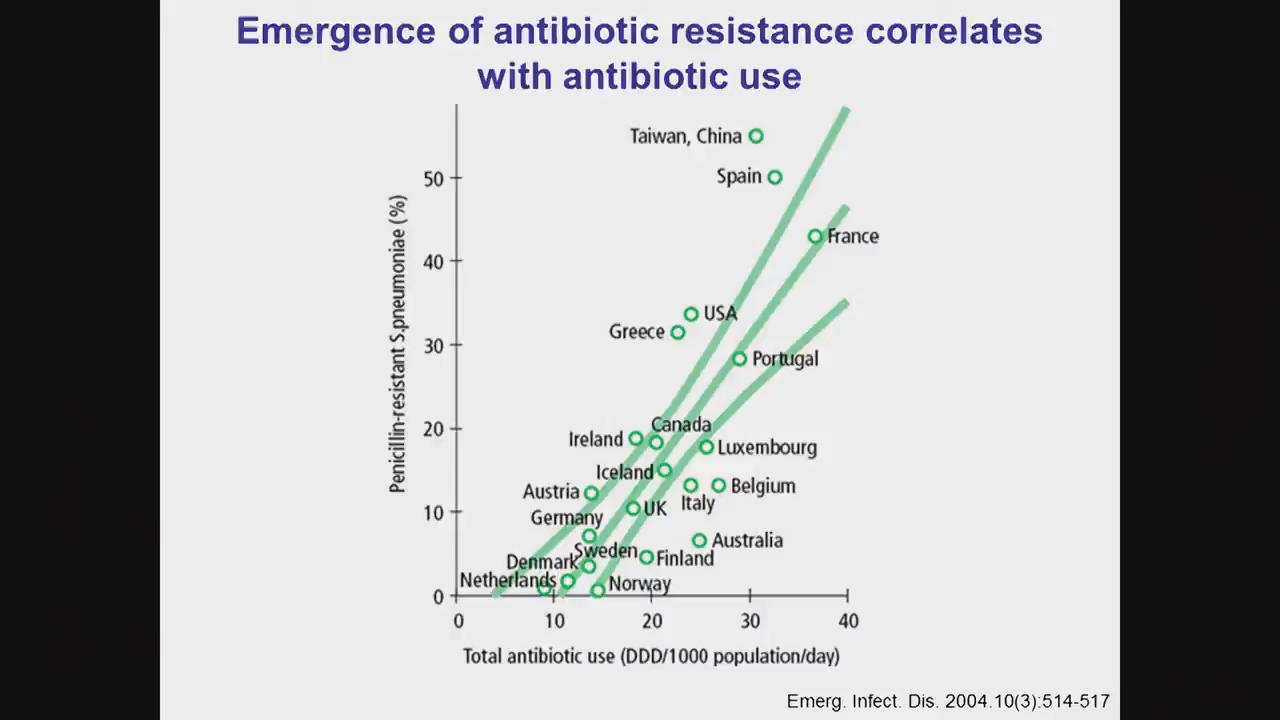 Emergence of antibiotic resistance correlates
with antibiotic use
Penicillin-resistant S.pneumoniae (%)
50
40
30
20
10
0
Taiwan, China
Spain
France
USA
Greece
Portugal
Canada
Ireland
Luxembourg
Iceland
Austria
Italy
Belgium
Germany
UK
Sweden
Australia
Denmark
Finland
Netherlands
Norway
0 10 20 30 40
Total antibiotic use (DDD/1000 population/day)
Emerg. Infect. Dis. 2004.10(3):514-517